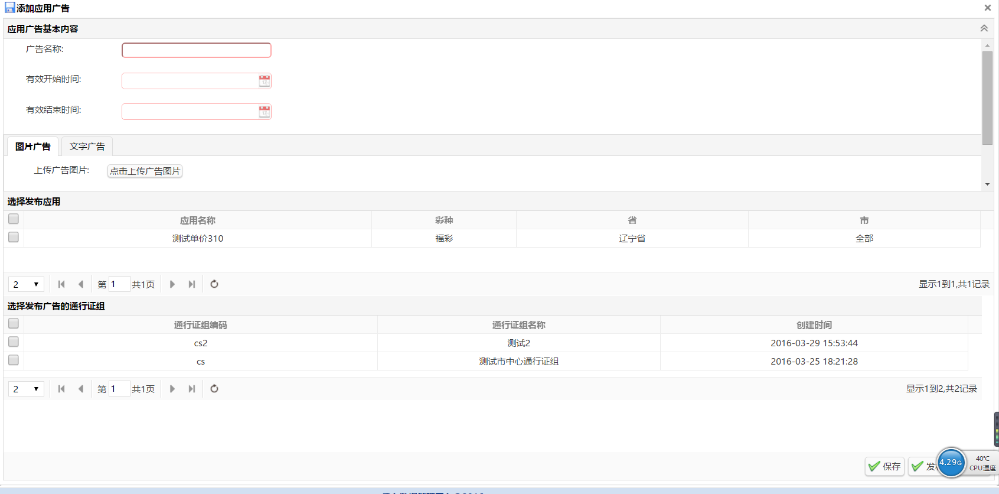 添加应用广告
应用广告基本内容
广告名称:
有效开始时间:
有效结束时间:
图片广告 文字广告
上传广告图片: 点击上传广告图片
选择发布应用
应用名称 彩种 省 市
测试单价310 福彩 辽宁省 全部
2 第 1 共1页 显示1到1,共1记录
选择发布广告的通行证组
通行证组编码 通行证组名称 创建时间
cs2 测试2 2016-03-29 15:53:44
cs 测试市中心通行证组 2016-03-25 18:21:28
2 第 1 共1页 显示1到2,共2记录
保存 发
4.29G 40℃
CPU温度